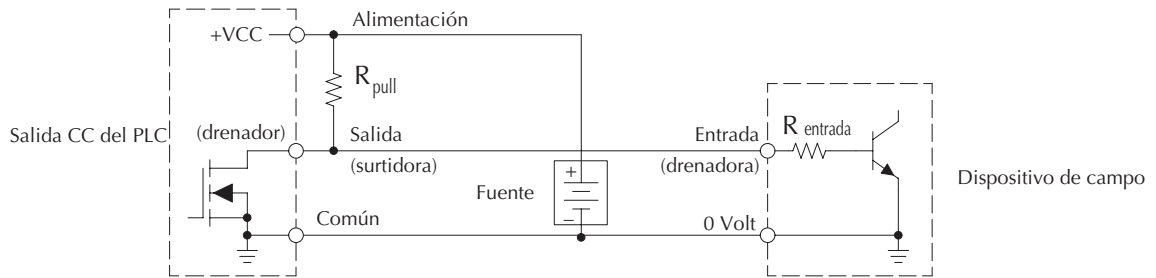 Alimentación
+VCC
R pull
Salida CC del PLC
(drenador)
Salida
(surtidora)
Entrada
(drenadora)
R entrada
+
Fuente
–
Dispositivo de campo
Común
0 Volt